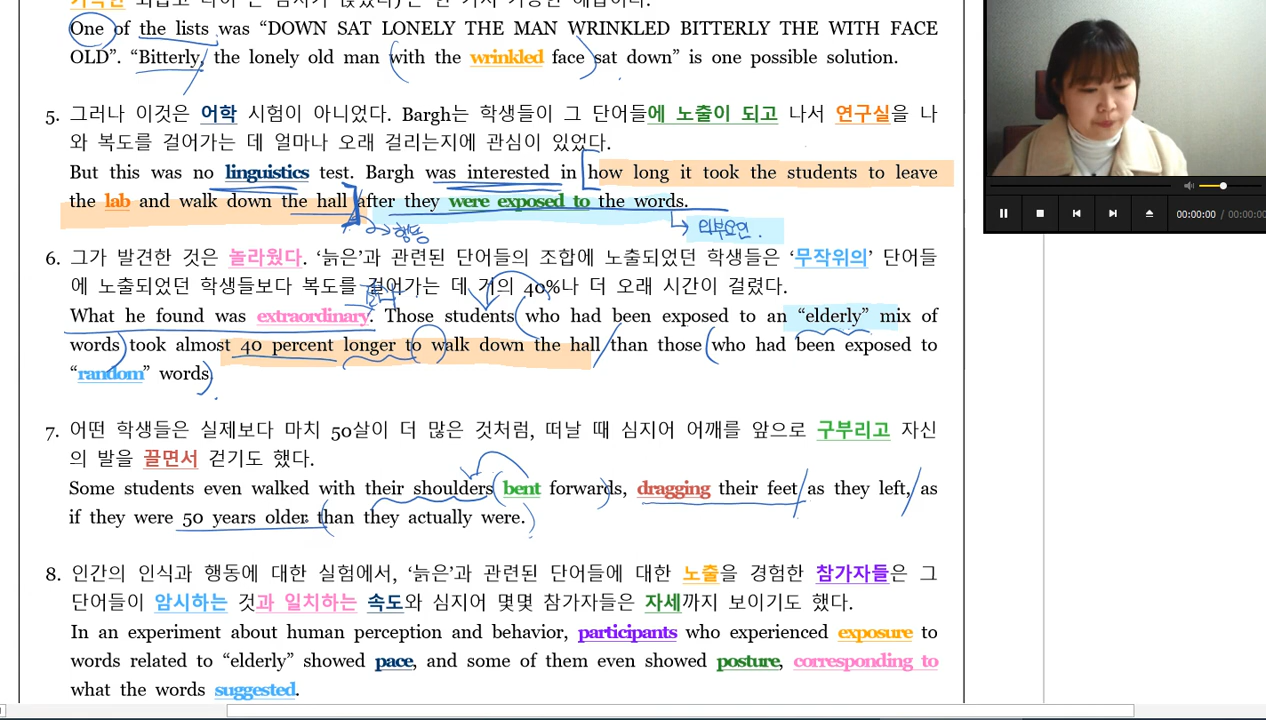 One of the lists was “DOWN SAT LONELY THE MAN WRINKLED BITTERLY THE WITH FACE
OLD”. “Bitterly, the lonely old man with the wrinkled face sat down” is one possible solution.
5. 그러나 이것은 어학 시험이 아니었다. Bargh는 학생들이 그 단어들에 노출이 되고 나서 연구실을 나
와 복도를 걸어가는 데 얼마나 오래 걸리는지에 관심이 있었다.
But this was no linguistics test. Bargh was interested in how long it took the students to leave
the lab and walk down the hall after they were exposed to the words.
행동
외부요인.
6. 그가 발견한 것은 놀라웠다. ‘늙은’과 관련된 단어들의 조합에 노출되었던 학생들은 ‘무작위의’ 단어들
에 노출되었던 학생들보다 복도를 걸어가는 데 거의 40%나 더 오래 시간이 걸렸다.
What he found was extraordinary. Those students who had been exposed to an “elderly” mix of
words took almost 40 percent longer to walk down the hall than those who had been exposed to
“random” words.
7. 어떤 학생들은 실제보다 마치 50살이 더 많은 것처럼, 떠날 때 심지어 어깨를 앞으로 구부리고 자신
의 발을 끌면서 걷기도 했다.
Some students even walked with their shoulders bent forwards, dragging their feet as they left, as
if they were 50 years older than they actually were.
8. 인간의 인식과 행동에 대한 실험에서, ‘늙은’과 관련된 단어들에 대한 노출을 경험한 참가자들은 그
단어들이 암시하는 것과 일치하는 속도와 심지어 몇몇 참가자들은 자세까지 보이기도 했다.
In an experiment about human perception and behavior, participants who experienced exposure to
words related to “elderly” showed pace, and some of them even showed posture, corresponding to
what the words suggested.
00:00:00 / 00:00:0